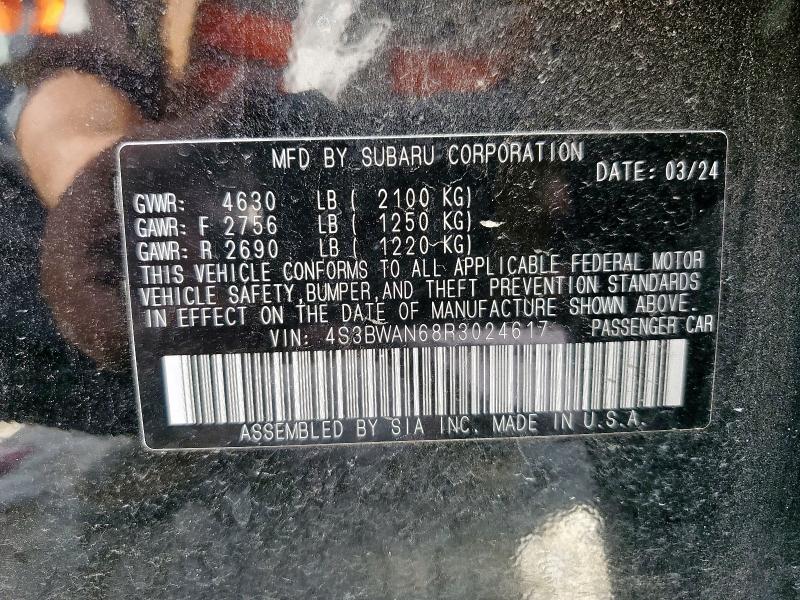 MFD BY SUBARU CORPORATION
DATE: 03/24
GVWR: 4630 LB ( 2100 KG)
GAWR: F 2756 LB ( 1250 KG)
GAWR: R 2690 LB ( 1220 KG)
THIS VEHICLE CONFORMS TO ALL APPLICABLE FEDERAL MOTOR
VEHICLE SAFETY, BUMPER, AND THEFT PREVENTION STANDARDS
IN EFFECT ON THE DATE OF MANUFACTURE SHOWN ABOVE.
VIN: 4S3BWAN68R3024617 PASSENGER CAR
ASSEMBLED BY SIA INC. MADE IN U.S.A.